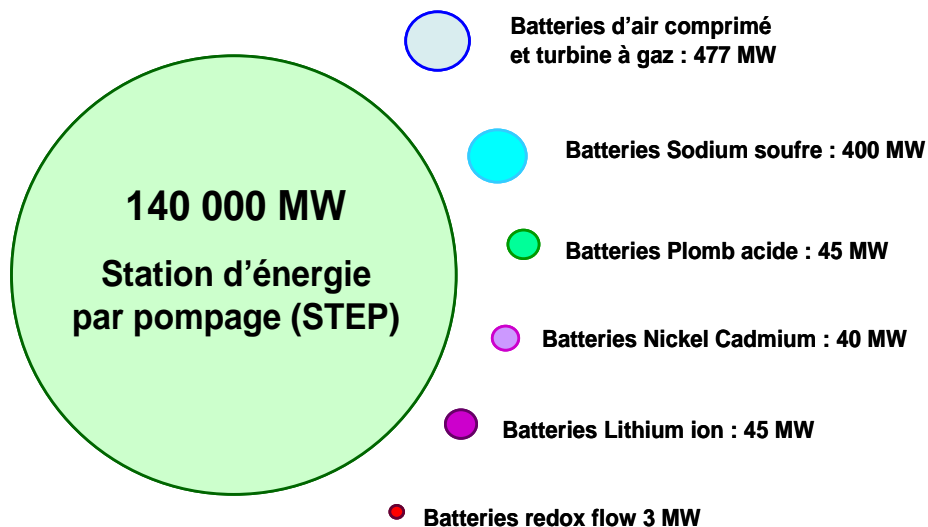 140 000 MW
Station d’énergie
par pompage (STEP)
Batteries d’air comprimé
et turbine à gaz : 477 MW
Batteries Sodium soufre : 400 MW
Batteries Plomb acide : 45 MW
Batteries Nickel Cadmium : 40 MW
Batteries Lithium ion : 45 MW
Batteries redox flow 3 MW